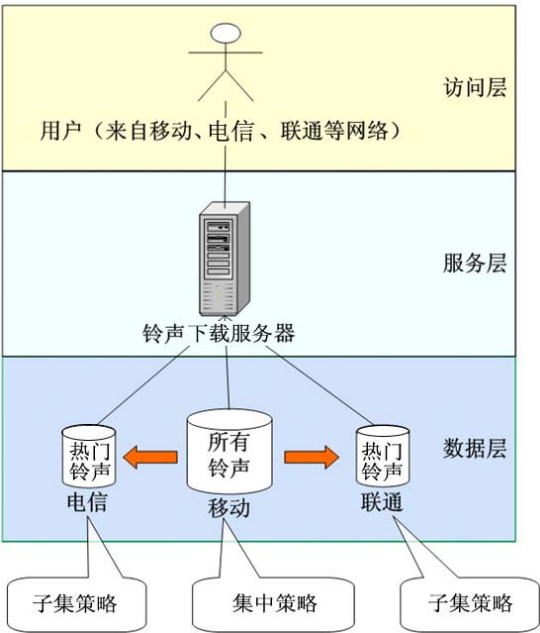 访问层
用户（来自移动、电信、联通等网络）
服务层
铃声下载服务器
数据层
热门
铃声
电信
所有
铃声
移动
热门
铃声
联通
子集策略
集中策略
子集策略